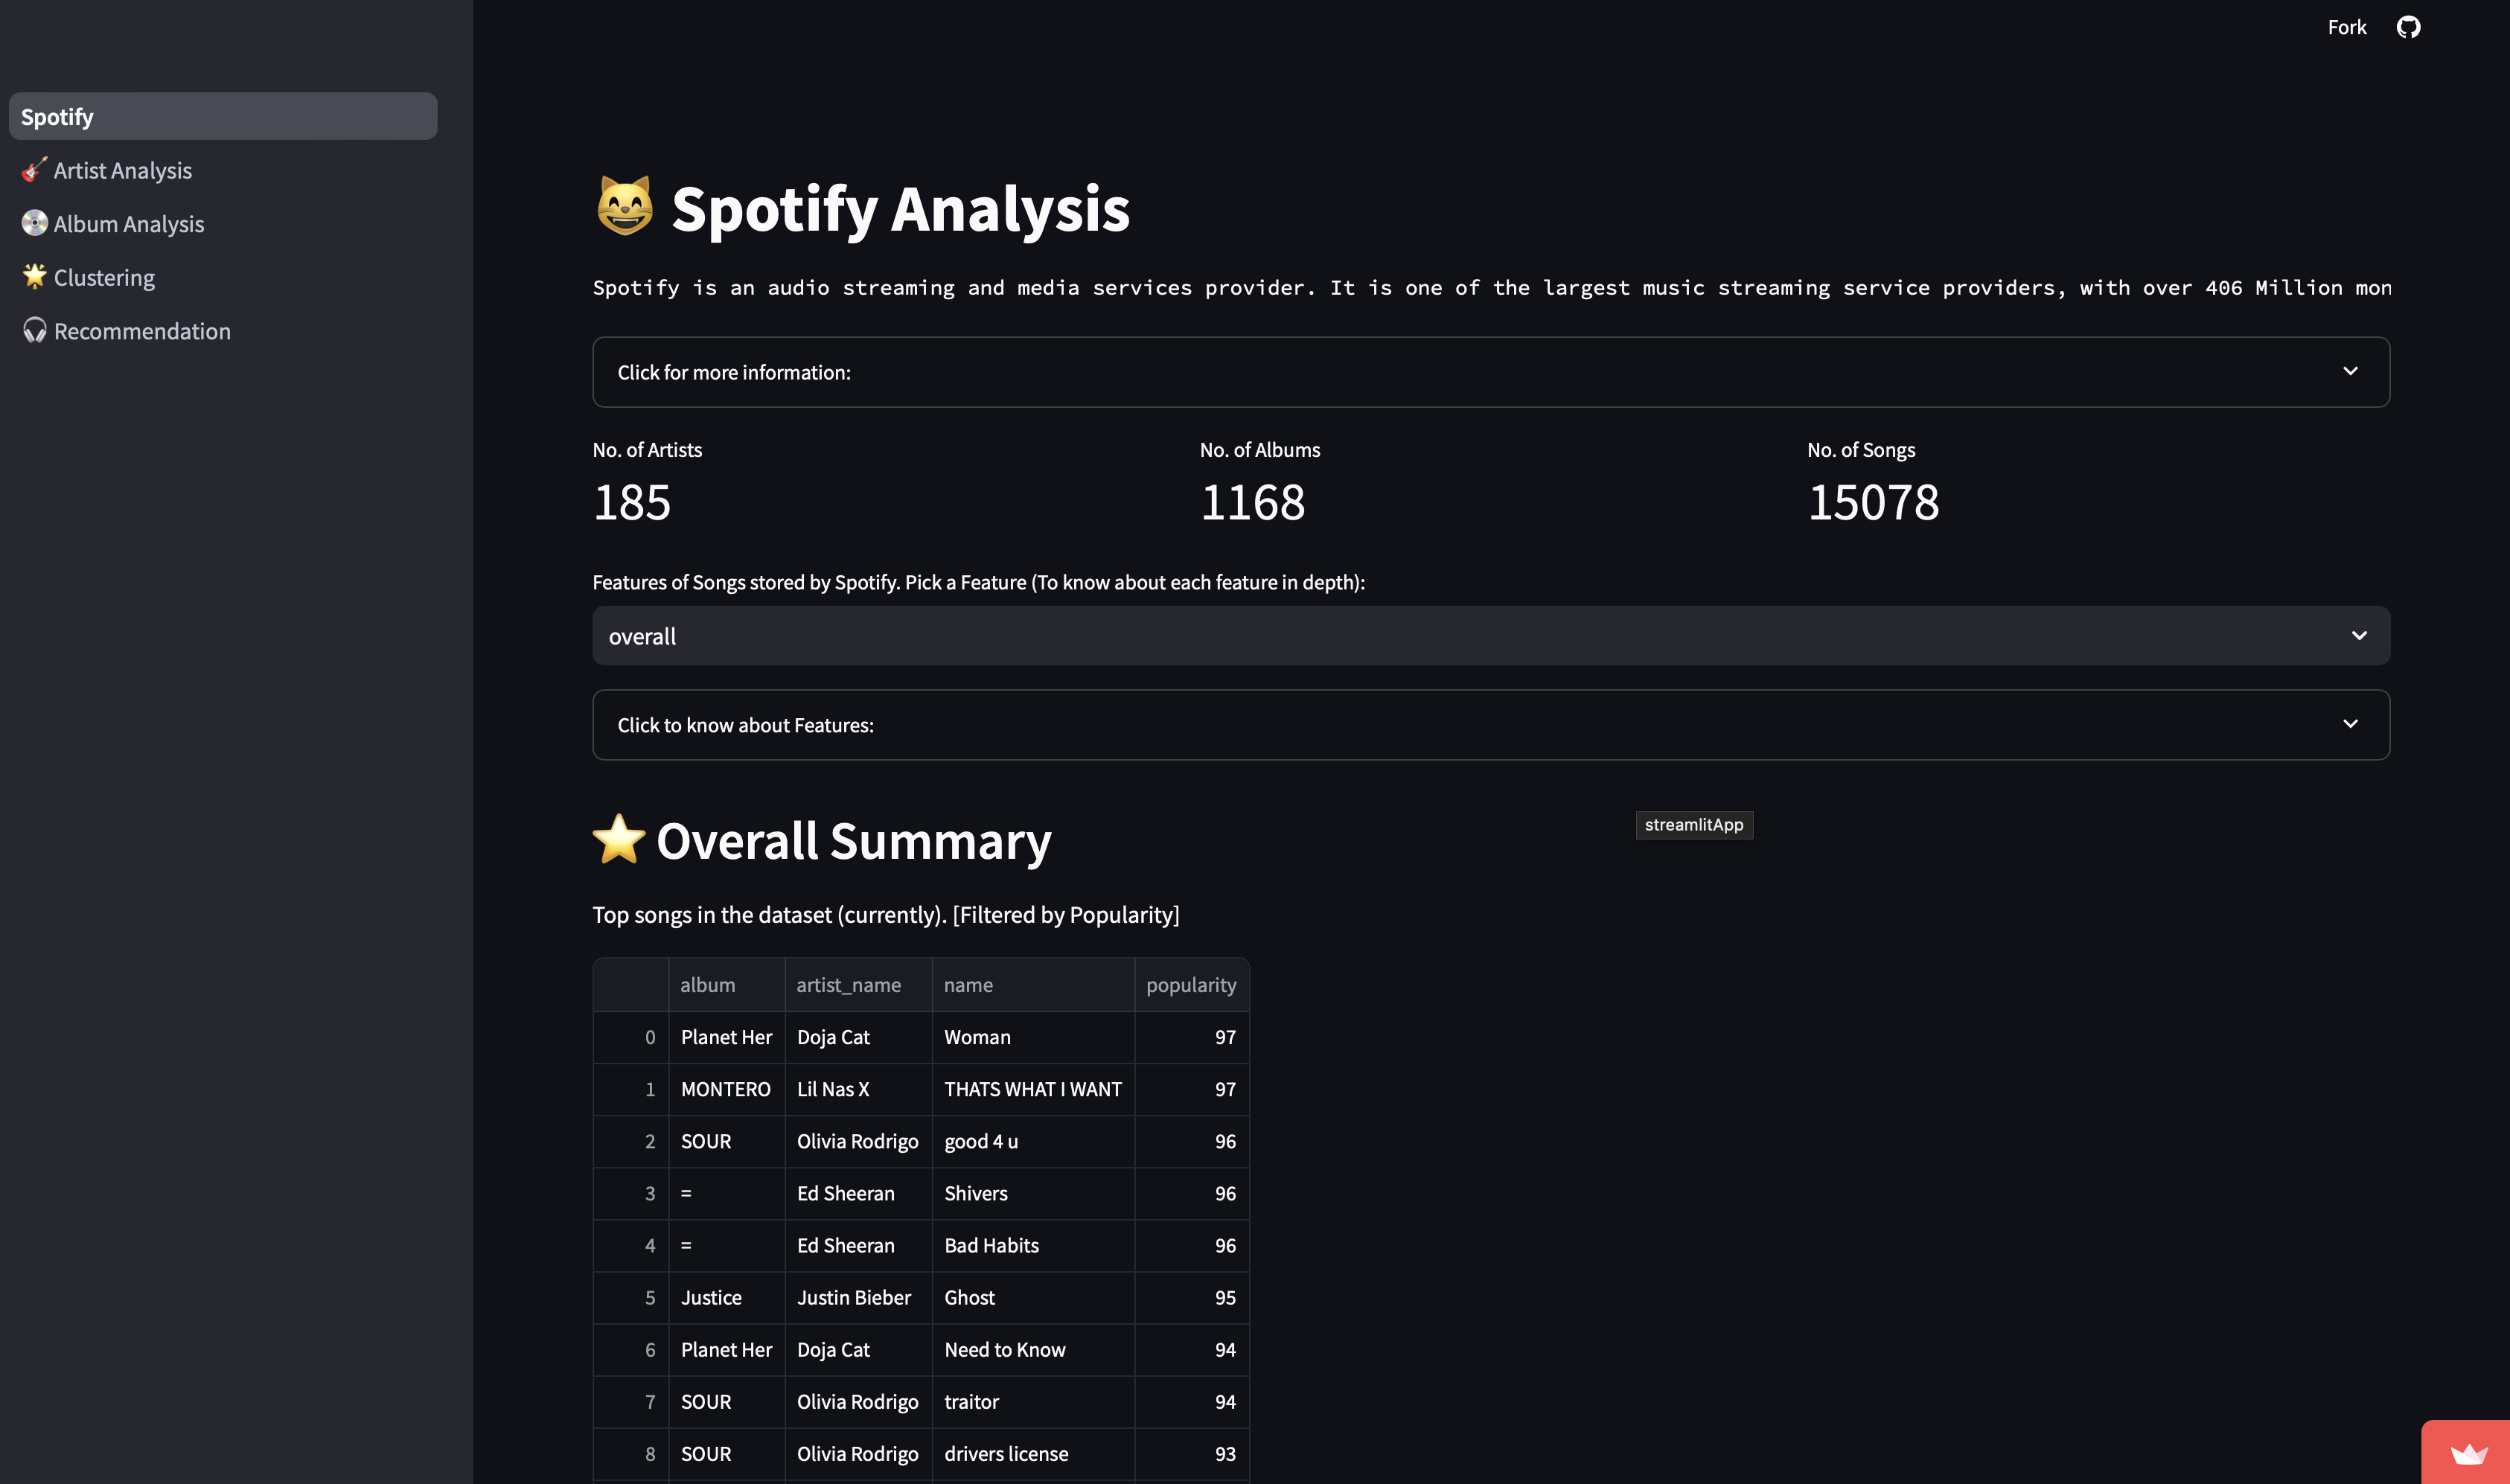 Fork
Spotify
Artist Analysis
Album Analysis
Clustering
Recommendation
Spotify Analysis
Spotify is an audio streaming and media services provider. It is one of the largest music streaming service providers, with over 406 Million mon
Click for more information:
No. of Artists No. of Albums No. of Songs
185 1168 15078
Features of Songs stored by Spotify. Pick a Feature (To know about each feature in depth):
overall
Click to know about Features:
streamlitApp
Overall Summary
Top songs in the dataset (currently). [Filtered by Popularity]
album artist_name name popularity
0 Planet Her Doja Cat Woman 97
1 MONTERO Lil Nas X THATS WHAT I WANT 97
2 SOUR Olivia Rodrigo good 4 u 96
3 = Ed Sheeran Shivers 96
4 = Ed Sheeran Bad Habits 96
5 Justice Justin Bieber Ghost 95
6 Planet Her Doja Cat Need to Know 94
7 SOUR Olivia Rodrigo traitor 94
8 SOUR Olivia Rodrigo drivers license 93